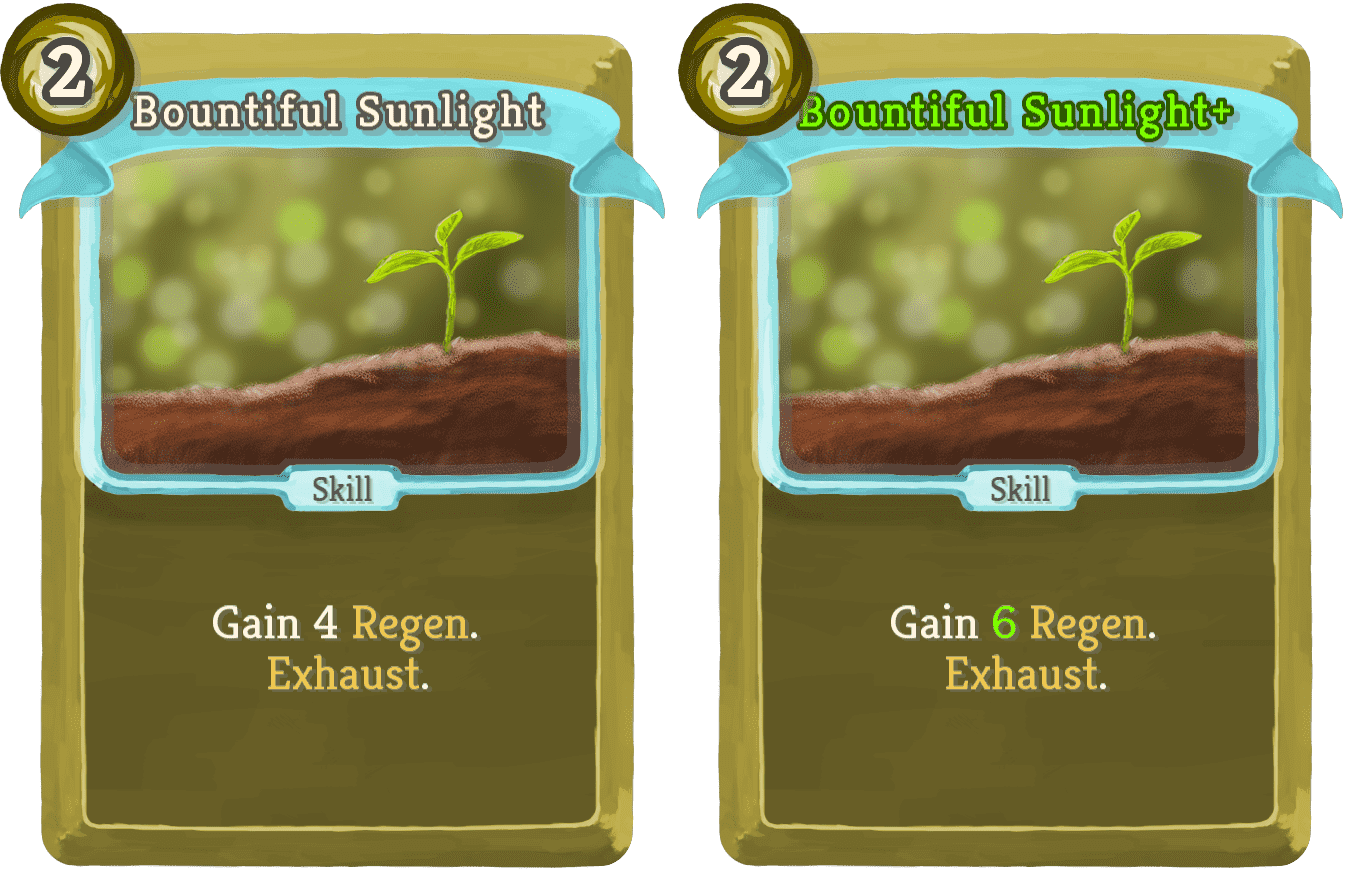 2
Bountiful Sunlight
Skill
Gain 4 Regen.
Exhaust.
2
Bountiful Sunlight+
Skill
Gain 6 Regen.
Exhaust.